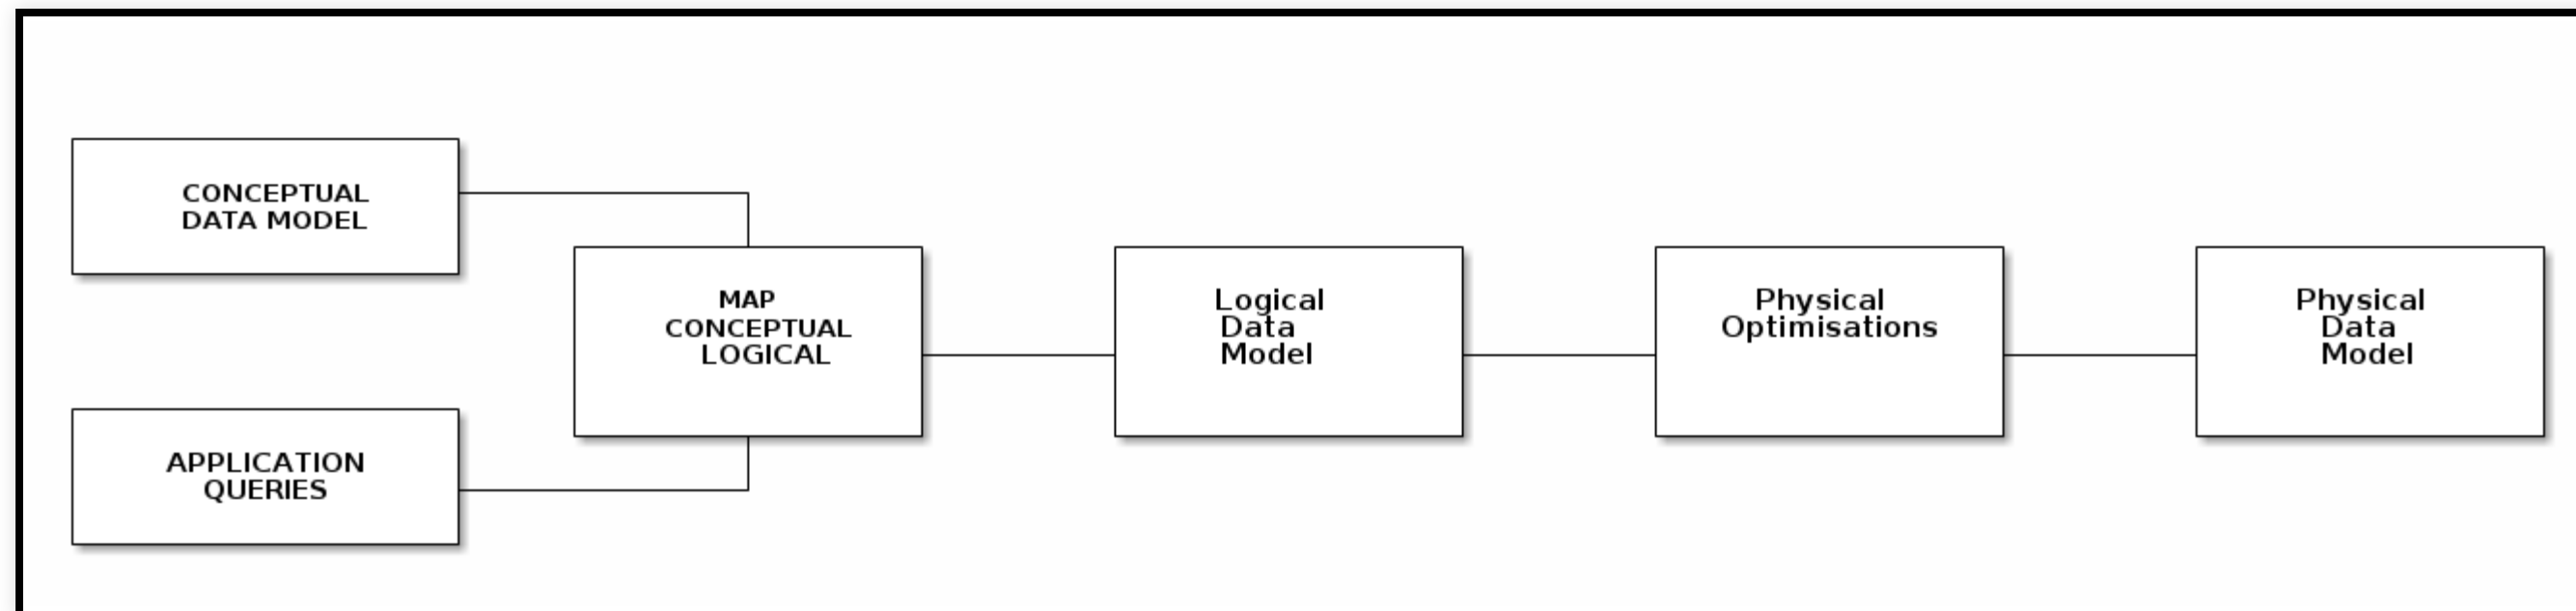 CONCEPTUAL
DATA MODEL
APPLICATION
QUERIES
MAP
CONCEPTUAL
LOGICAL
Logical
Data
Model
Physical
Optimisations
Physical
Data
Model